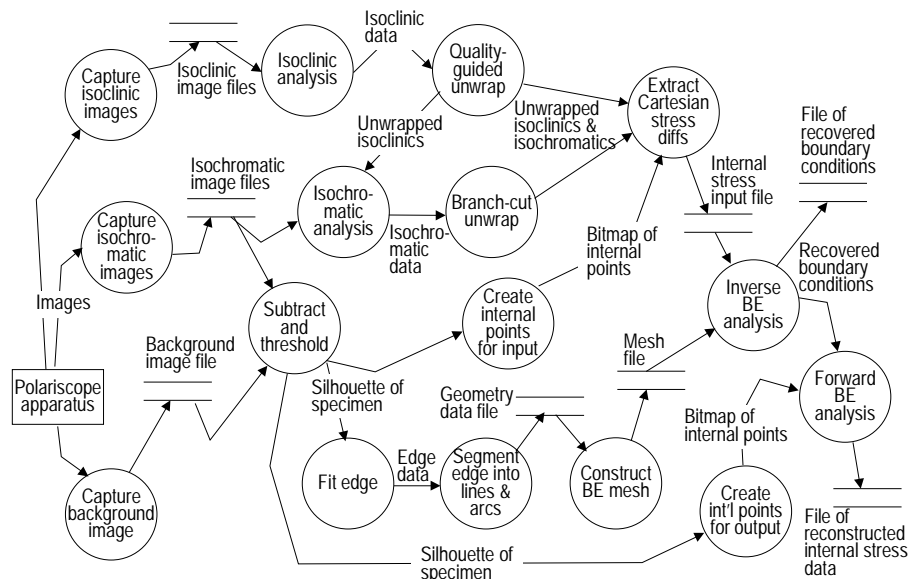 Capture
isoclinic
images
Isoclinic
image files
Isoclinic
analysis
Isoclinic
data
Quality-
guided
unwrap
Extract
Cartesian
stress
diffs
Unwrapped
isoclinics
Unwrapped
isoclinics &
isochromatics
File of
recovered
boundary
conditions
Isochromatic
image files
Capture
isochro-
matic
images
Isochro-
matic
analysis
Isochro-
matic data
Branch-cut
unwrap
Internal
stress
input file
Bitmap of
internal
points
Recovered
boundary
conditions
Images
Polariscope
apparatus
Background
image file
Subtract
and
threshold
Create
internal
points
for input
Inverse
BE
analysis
Mesh
file
Forward
BE
analysis
Silhouette of
specimen
Geometry
data file
Bitmap of
internal points
Capture
background
image
Fit edge
Edge
data
Segment
edge into
lines &
arcs
Construct
BE mesh
Create
int'l points
for output
File of
reconstructed
internal stress
data
Silhouette of
specimen